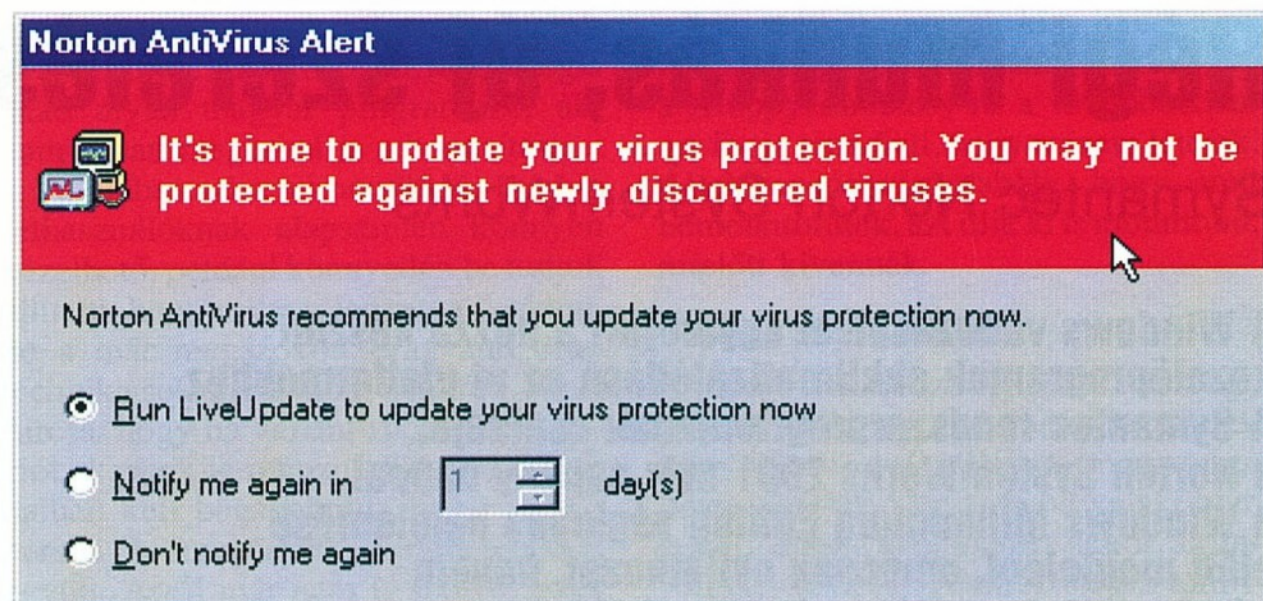 Norton AntiVirus Alert
It's time to update your virus protection. You may not be
protected against newly discovered viruses.
Norton AntiVirus recommends that you update your virus protection now.
Run LiveUpdate to update your virus protection now
Notify me again in 1 day(s)
Don't notify me again